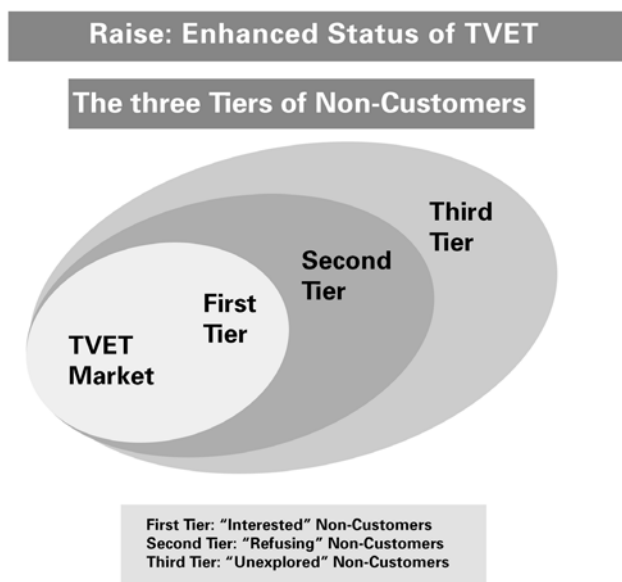 Raise: Enhanced Status of TVET
The three Tiers of Non-Customers
Third
Tier
Second
Tier
First
Tier
TVET
Market
First Tier: “Interested” Non-Customers
Second Tier: “Refusing” Non-Customers
Third Tier: “Unexplored” Non-Customers